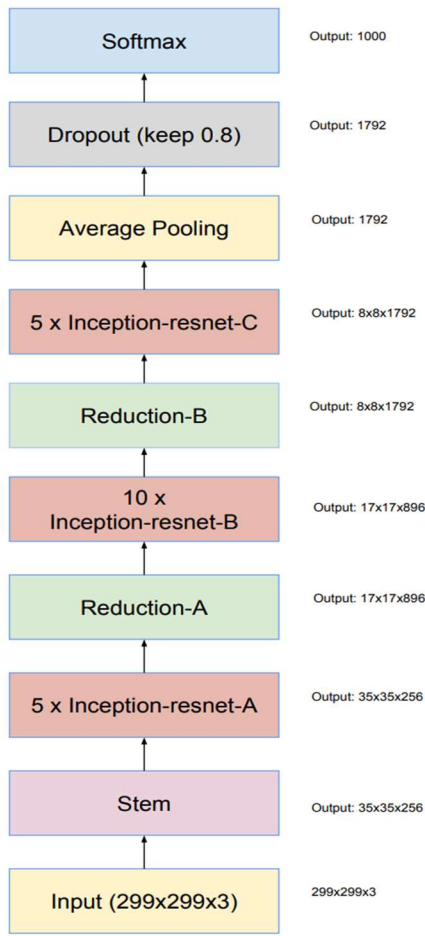 Softmax
Output: 1000
Dropout (keep 0.8)
Output: 1792
Average Pooling
Output: 1792
5 x Inception-resnet-C
Output: 8x8x1792
Reduction-B
Output: 8x8x1792
10 x
Inception-resnet-B
Output: 17x17x896
Reduction-A
Output: 17x17x896
5 x Inception-resnet-A
Output: 35x35x256
Stem
Output: 35x35x256
Input (299x299x3)
299x299x3